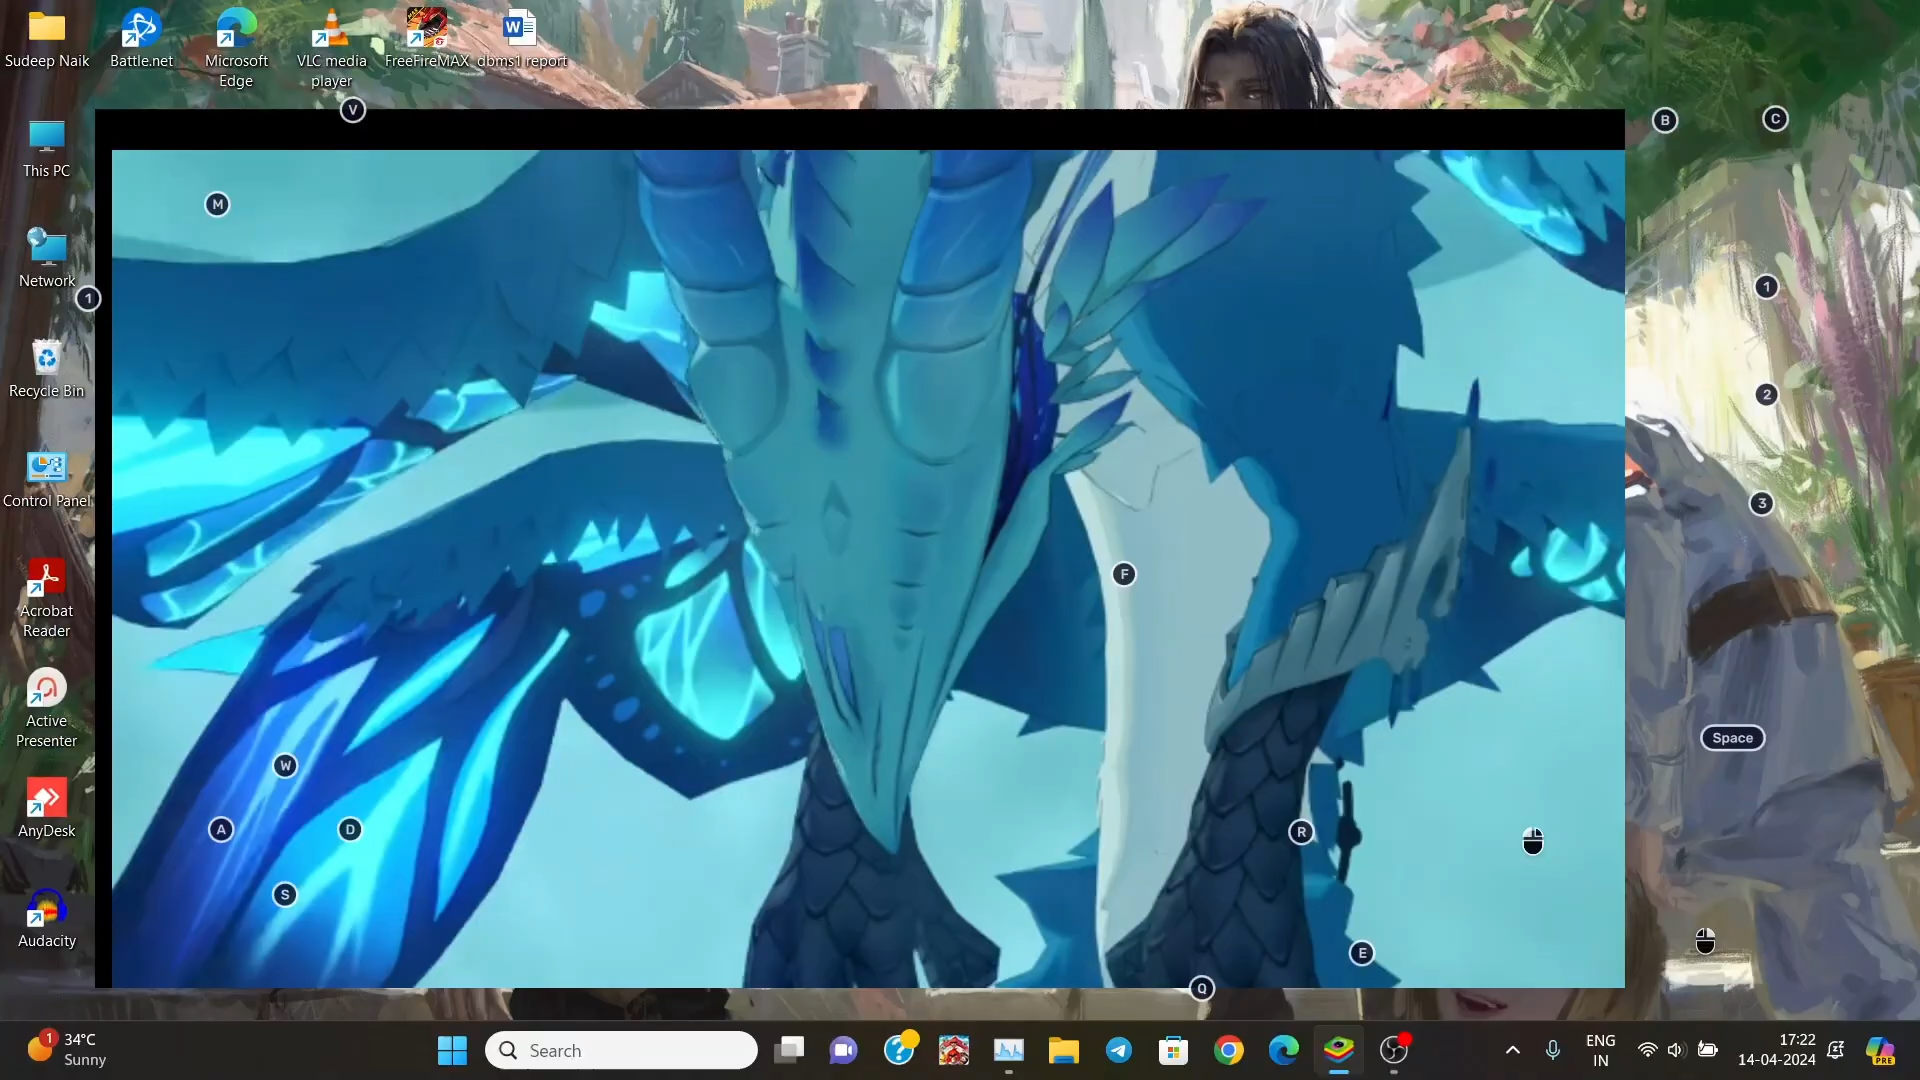 Sudeep Naik
Battle.net
Microsoft Edge
VLC media player
FreeFireMAX
dbms1 report
V
B
C
This PC
M
Network
1
1
Recycle Bin
2
Control Panel
3
F
Acrobat Reader
Active Presenter
Space
W
AnyDesk
A
D
R
S
Audacity
E
Q
1
34°C
Sunny
Search
ENG
IN
17:22
14-04-2024
PRE